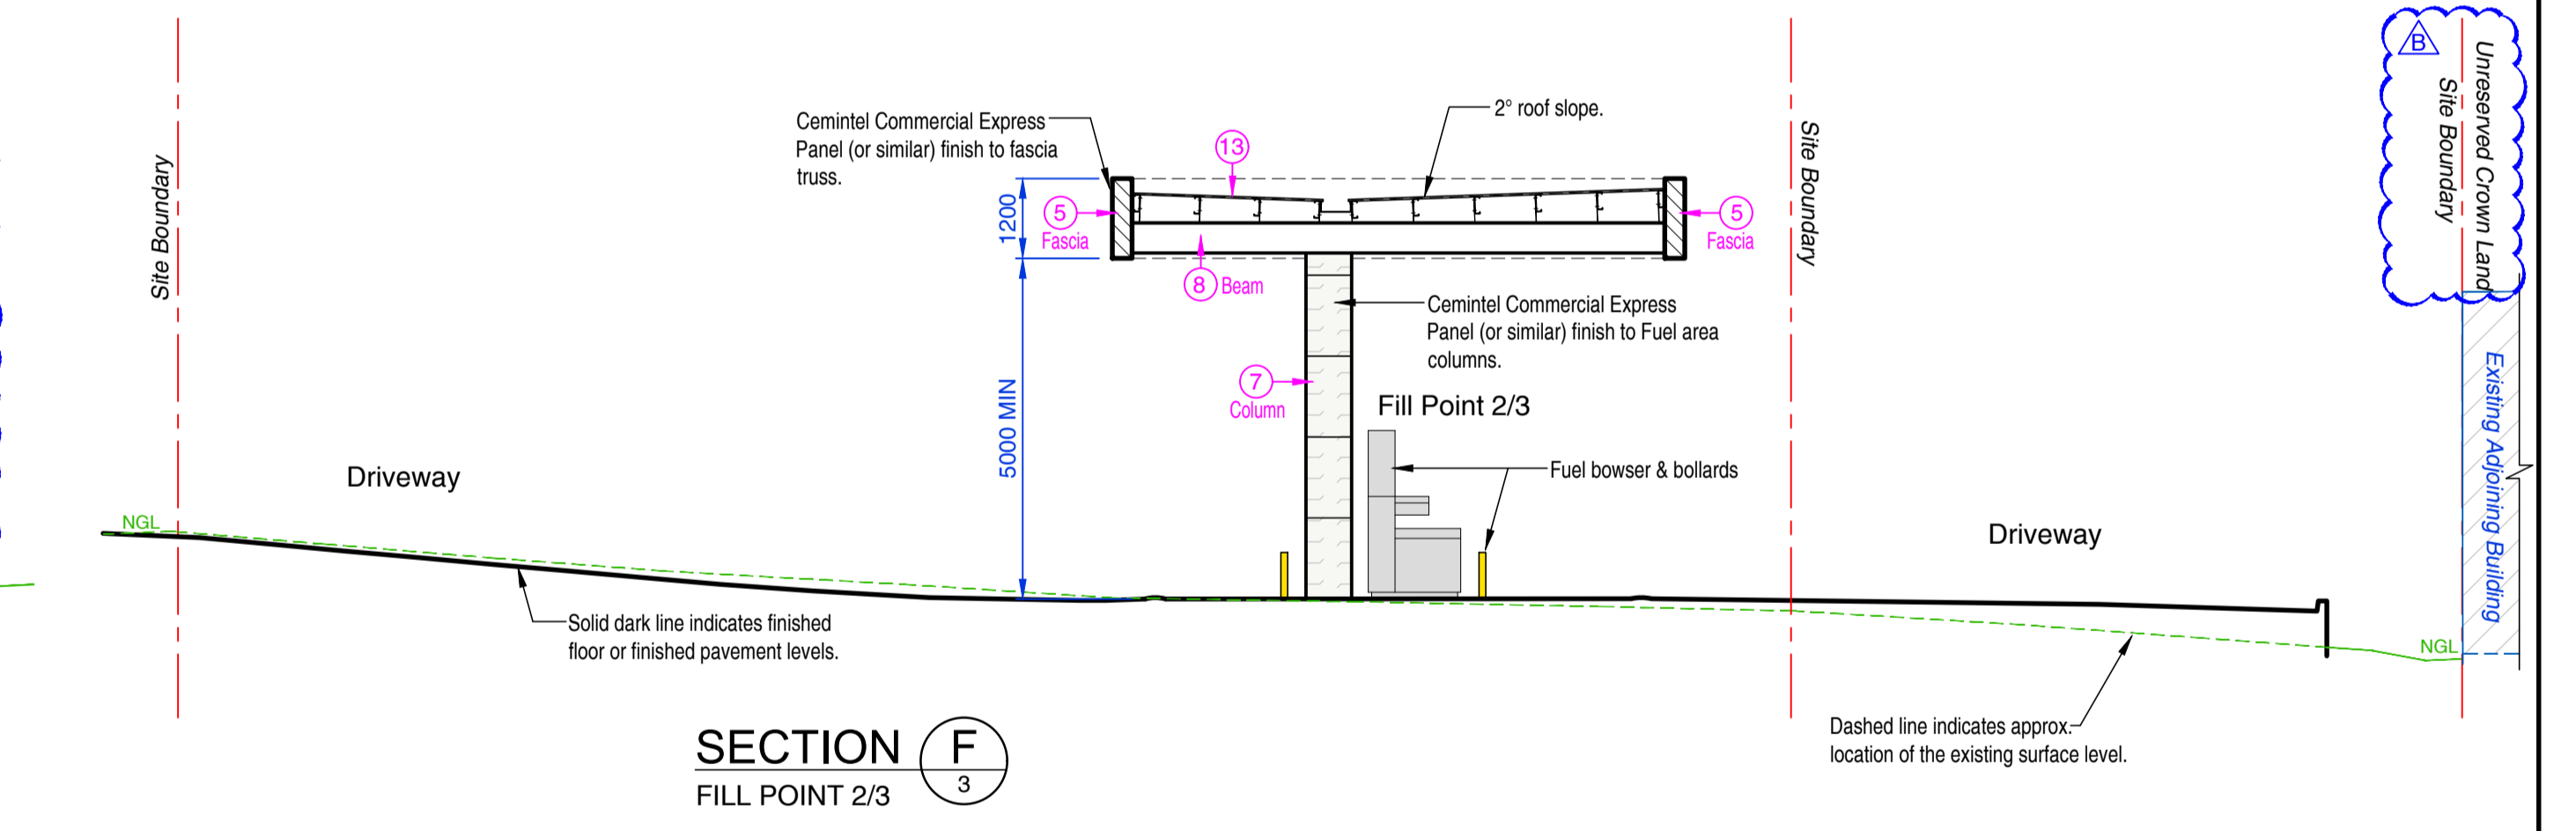 Site Boundary
Driveway
NGL
Solid dark line indicates finished
floor or finished pavement levels.
Cemintel Commercial Express
Panel (or similar) finish to fascia
truss.
13
2° roof slope.
1200
5
Fascia
5
Fascia
8 Beam
Cemintel Commercial Express
Panel (or similar) finish to Fuel area
columns.
7
Column
5000 MIN
Fill Point 2/3
Fuel bowser & bollards
Site Boundary
Driveway
B
Site Boundary
Unreserved Crown Land
Existing Adjoining Building
NGL
Dashed line indicates approx.
location of the existing surface level.
SECTION F
3
FILL POINT 2/3